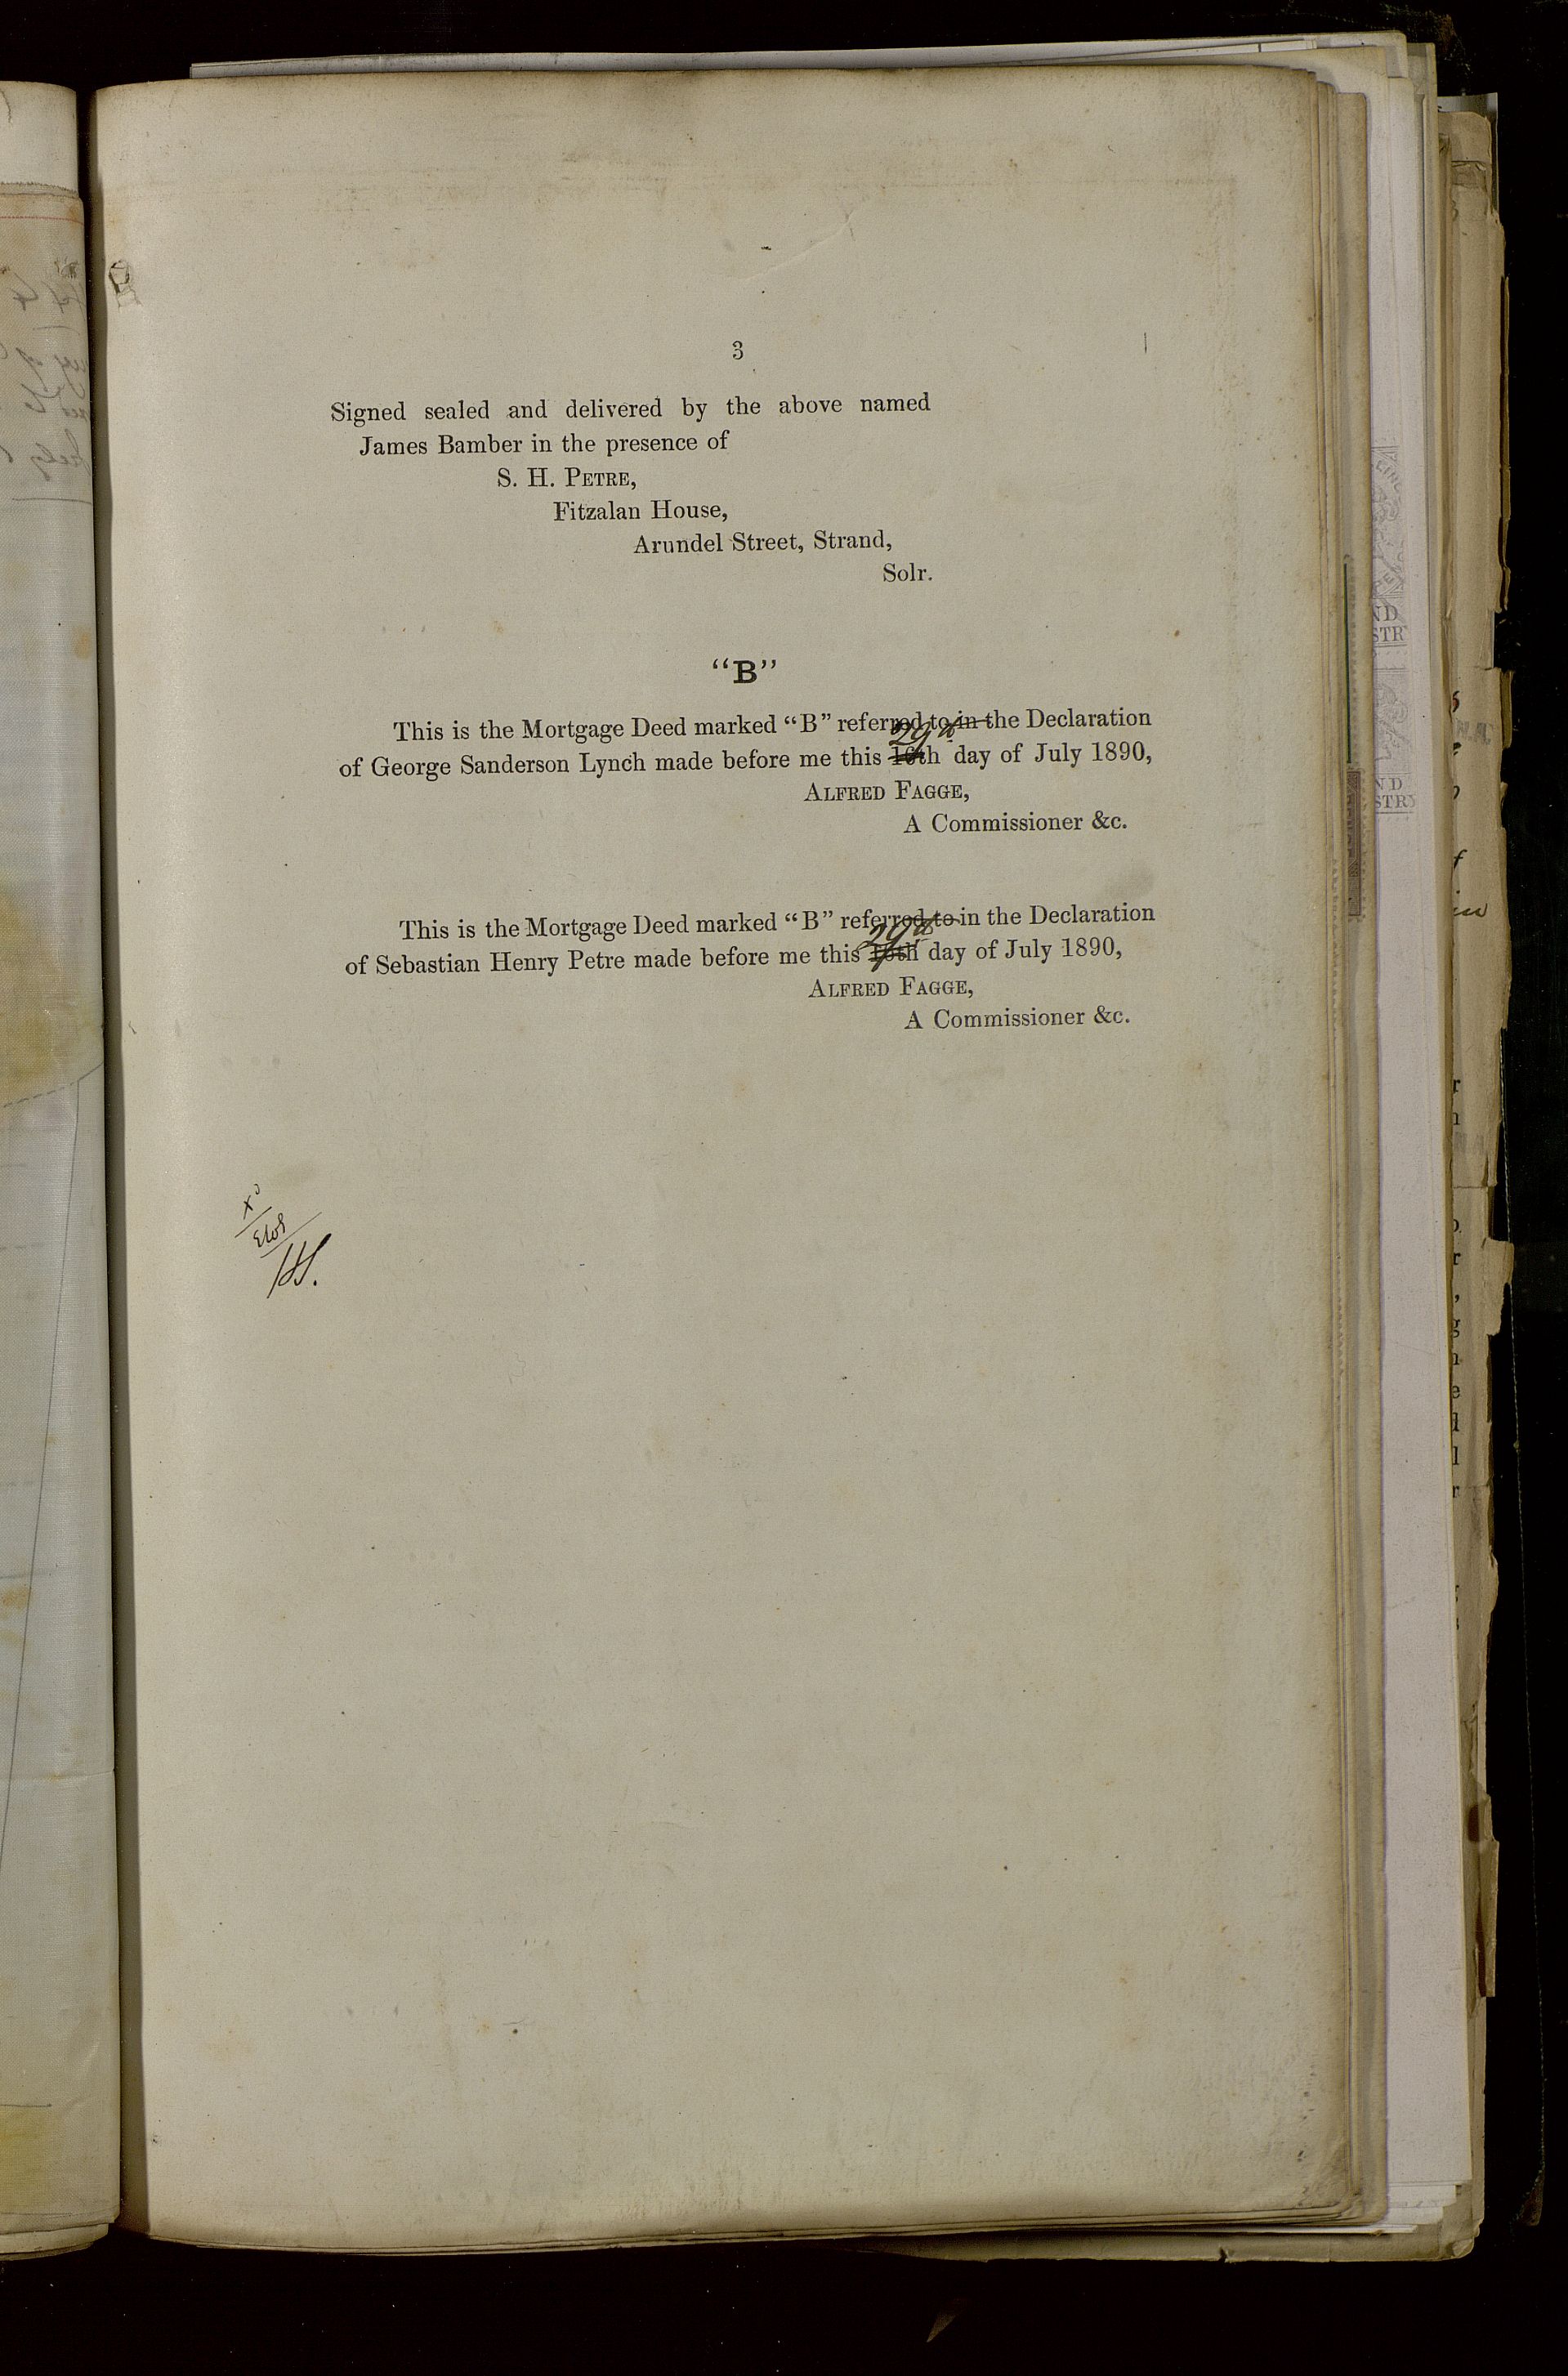 3
Signed sealed and delivered by the above named
James Bamber in the presence of
S. H. PETRE,
Fitzalan House,
Arundel Street, Strand,
Solr.
“B”
This is the Mortgage Deed marked “B” referred to in the Declaration
29th
of George Sanderson Lynch made before me this 16th day of July 1890,
ALFRED FAGGE,
A Commissioner &c.
This is the Mortgage Deed marked “B” referred to in the Declaration
29th
of Sebastian Henry Petre made before me this 16th day of July 1890,
ALFRED FAGGE,
A Commissioner &c.